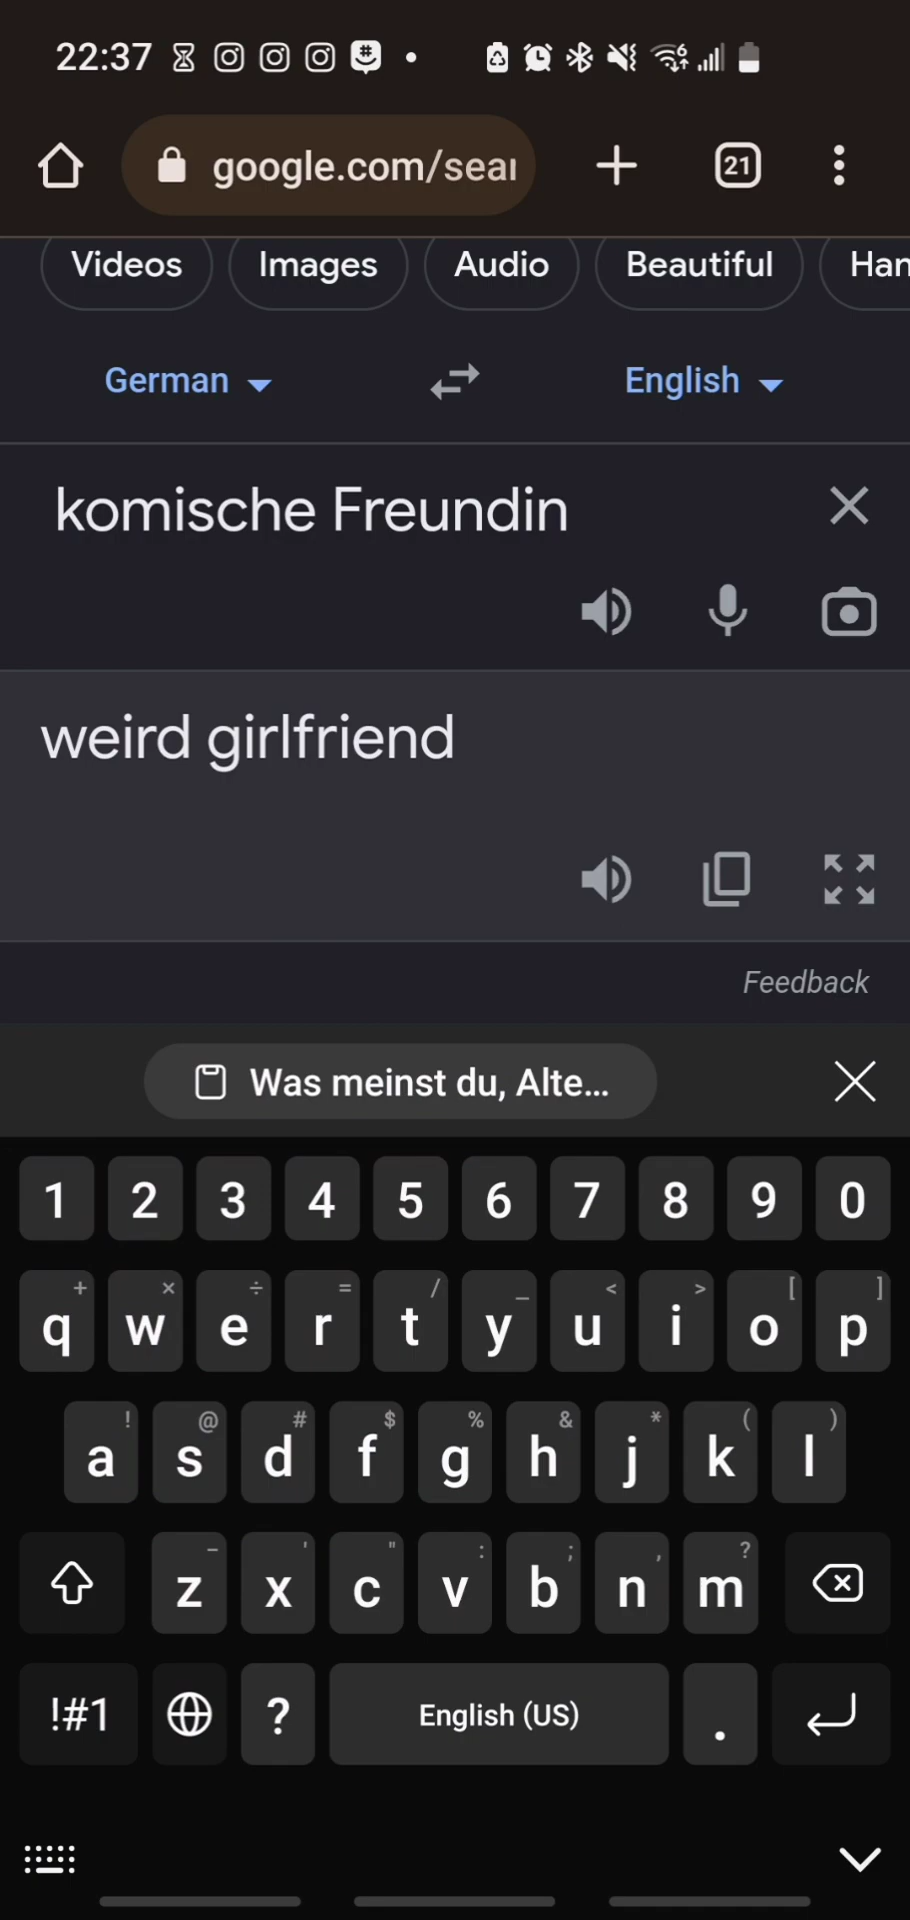 22:37
google.com/sear
21
Videos Images Audio Beautiful Han
German English
komische Freundin
weird girlfriend
Feedback
Was meinst du, Alte...
1 2 3 4 5 6 7 8 9 0
+ × ÷ = / _ < > [ ]
q w e r t y u i o p
! @ # $ % & * ( )
a s d f g h j k l
- ' " : ; , ?
z x c v b n m
!#1 ? English (US) .